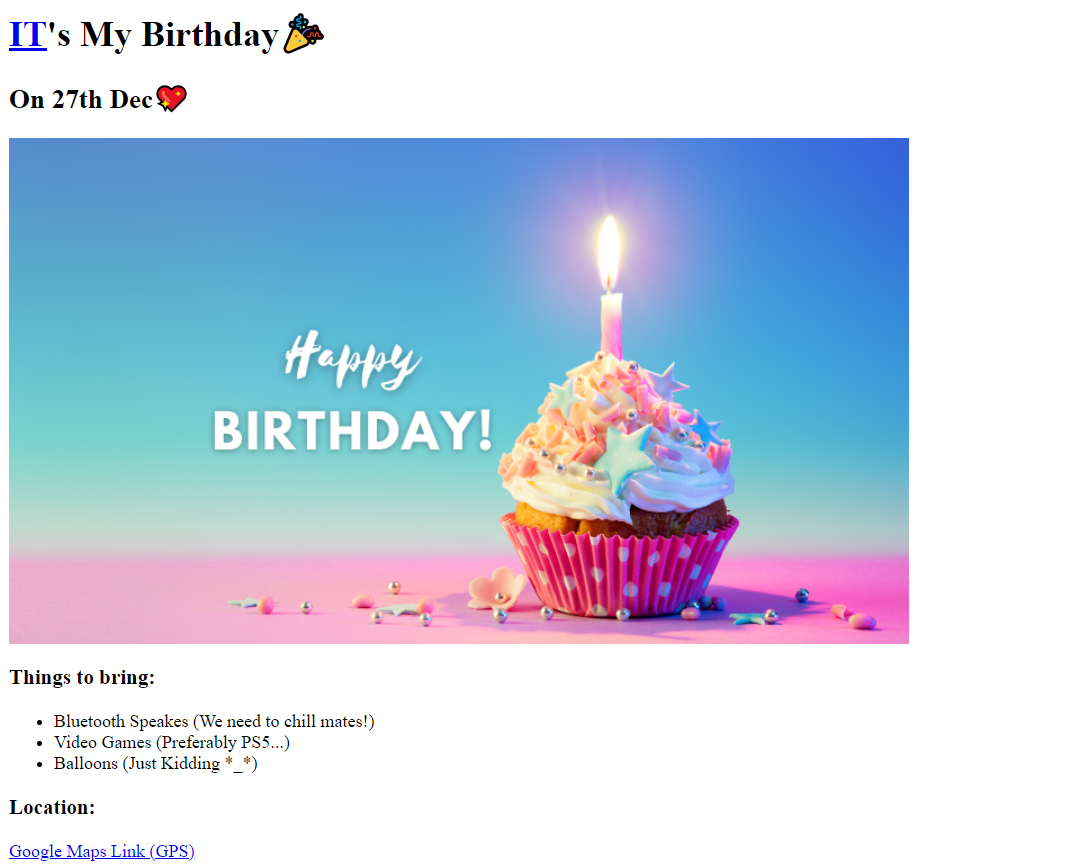 IT's My Birthday🎉
On 27th Dec💖
Happy
BIRTHDAY!
Things to bring:
• Bluetooth Speakes (We need to chill mates!)
• Video Games (Preferably PS5...)
• Balloons (Just Kidding *_*)
Location:
Google Maps Link (GPS)